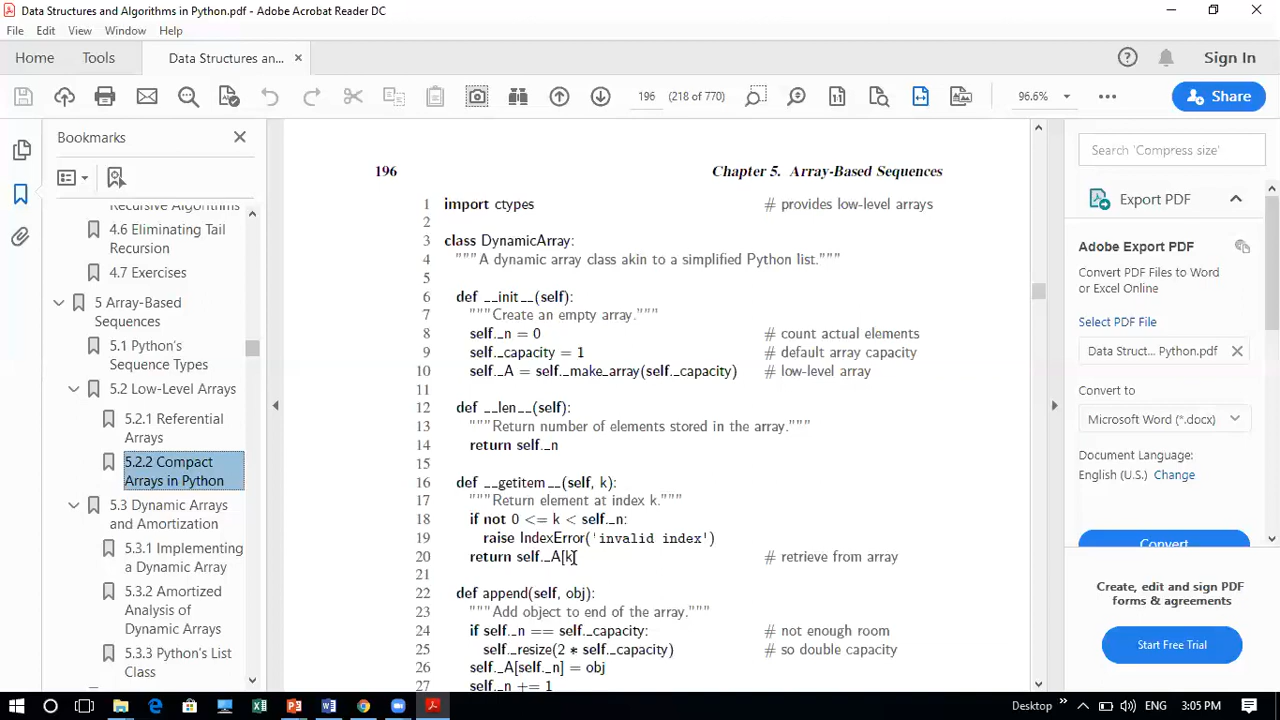 Data Structures and Algorithms in Python.pdf - Adobe Acrobat Reader DC
File Edit View Window Help
Home Tools Data Structures an... × Sign In
196 (218 of 770) 96.6% Share
Bookmarks
Recursive Algorithms
4.6 Eliminating Tail
Recursion
4.7 Exercises
5 Array-Based
Sequences
5.1 Python's
Sequence Types
5.2 Low-Level Arrays
5.2.1 Referential
Arrays
5.2.2 Compact
Arrays in Python
5.3 Dynamic Arrays
and Amortization
5.3.1 Implementing
a Dynamic Array
5.3.2 Amortized
Analysis of
Dynamic Arrays
5.3.3 Python's List
Class
196 Chapter 5. Array-Based Sequences
1 import ctypes # provides low-level arrays
2
3 class DynamicArray:
4 """A dynamic array class akin to a simplified Python list."""
5
6 def __init__(self):
7 """Create an empty array."""
8 self._n = 0 # count actual elements
9 self._capacity = 1 # default array capacity
10 self._A = self._make_array(self._capacity) # low-level array
11
12 def __len__(self):
13 """Return number of elements stored in the array."""
14 return self._n
15
16 def __getitem__(self, k):
17 """Return element at index k."""
18 if not 0 <= k < self._n:
19 raise IndexError('invalid index')
20 return self._A[k] # retrieve from array
21
22 def append(self, obj):
23 """Add object to end of the array."""
24 if self._n == self._capacity: # not enough room
25 self._resize(2 * self._capacity) # so double capacity
26 self._A[self._n] = obj
27 self._n += 1
Search 'Compress size'
Export PDF
Adobe Export PDF
Convert PDF Files to Word
or Excel Online
Select PDF File
Data Struct... Python.pdf
Convert to
Microsoft Word (*.docx)
Document Language:
English (U.S.) Change
Convert
Create, edit and sign PDF
forms & agreements
Start Free Trial
Desktop 3:05 PM